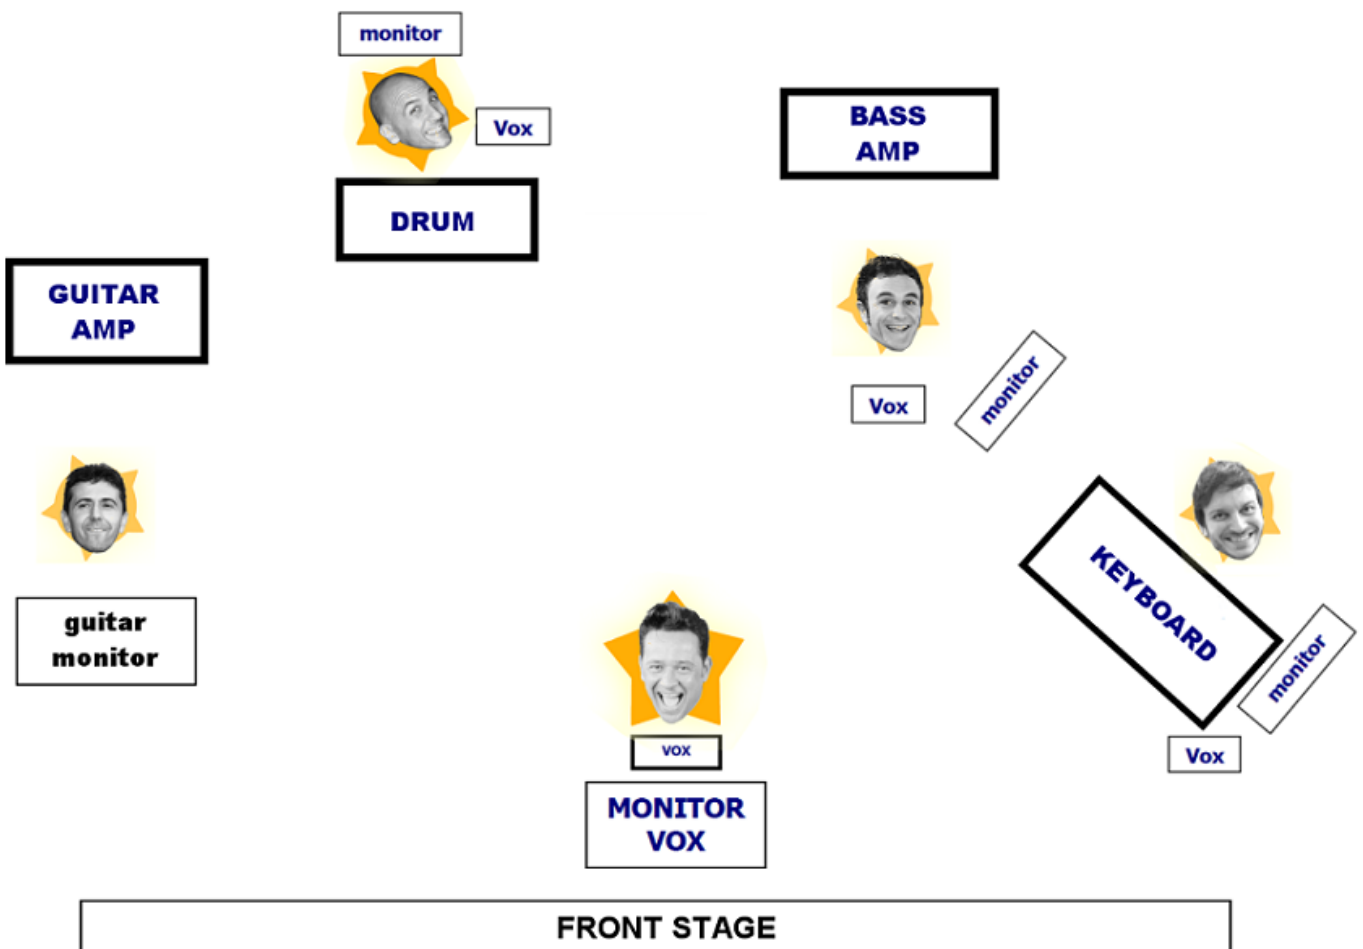 monitor
Vox
BASS
AMP
DRUM
GUITAR
AMP
monitor
Vox
KEYBOARD
guitar
monitor
monitor
vox
Vox
MONITOR
VOX
FRONT STAGE